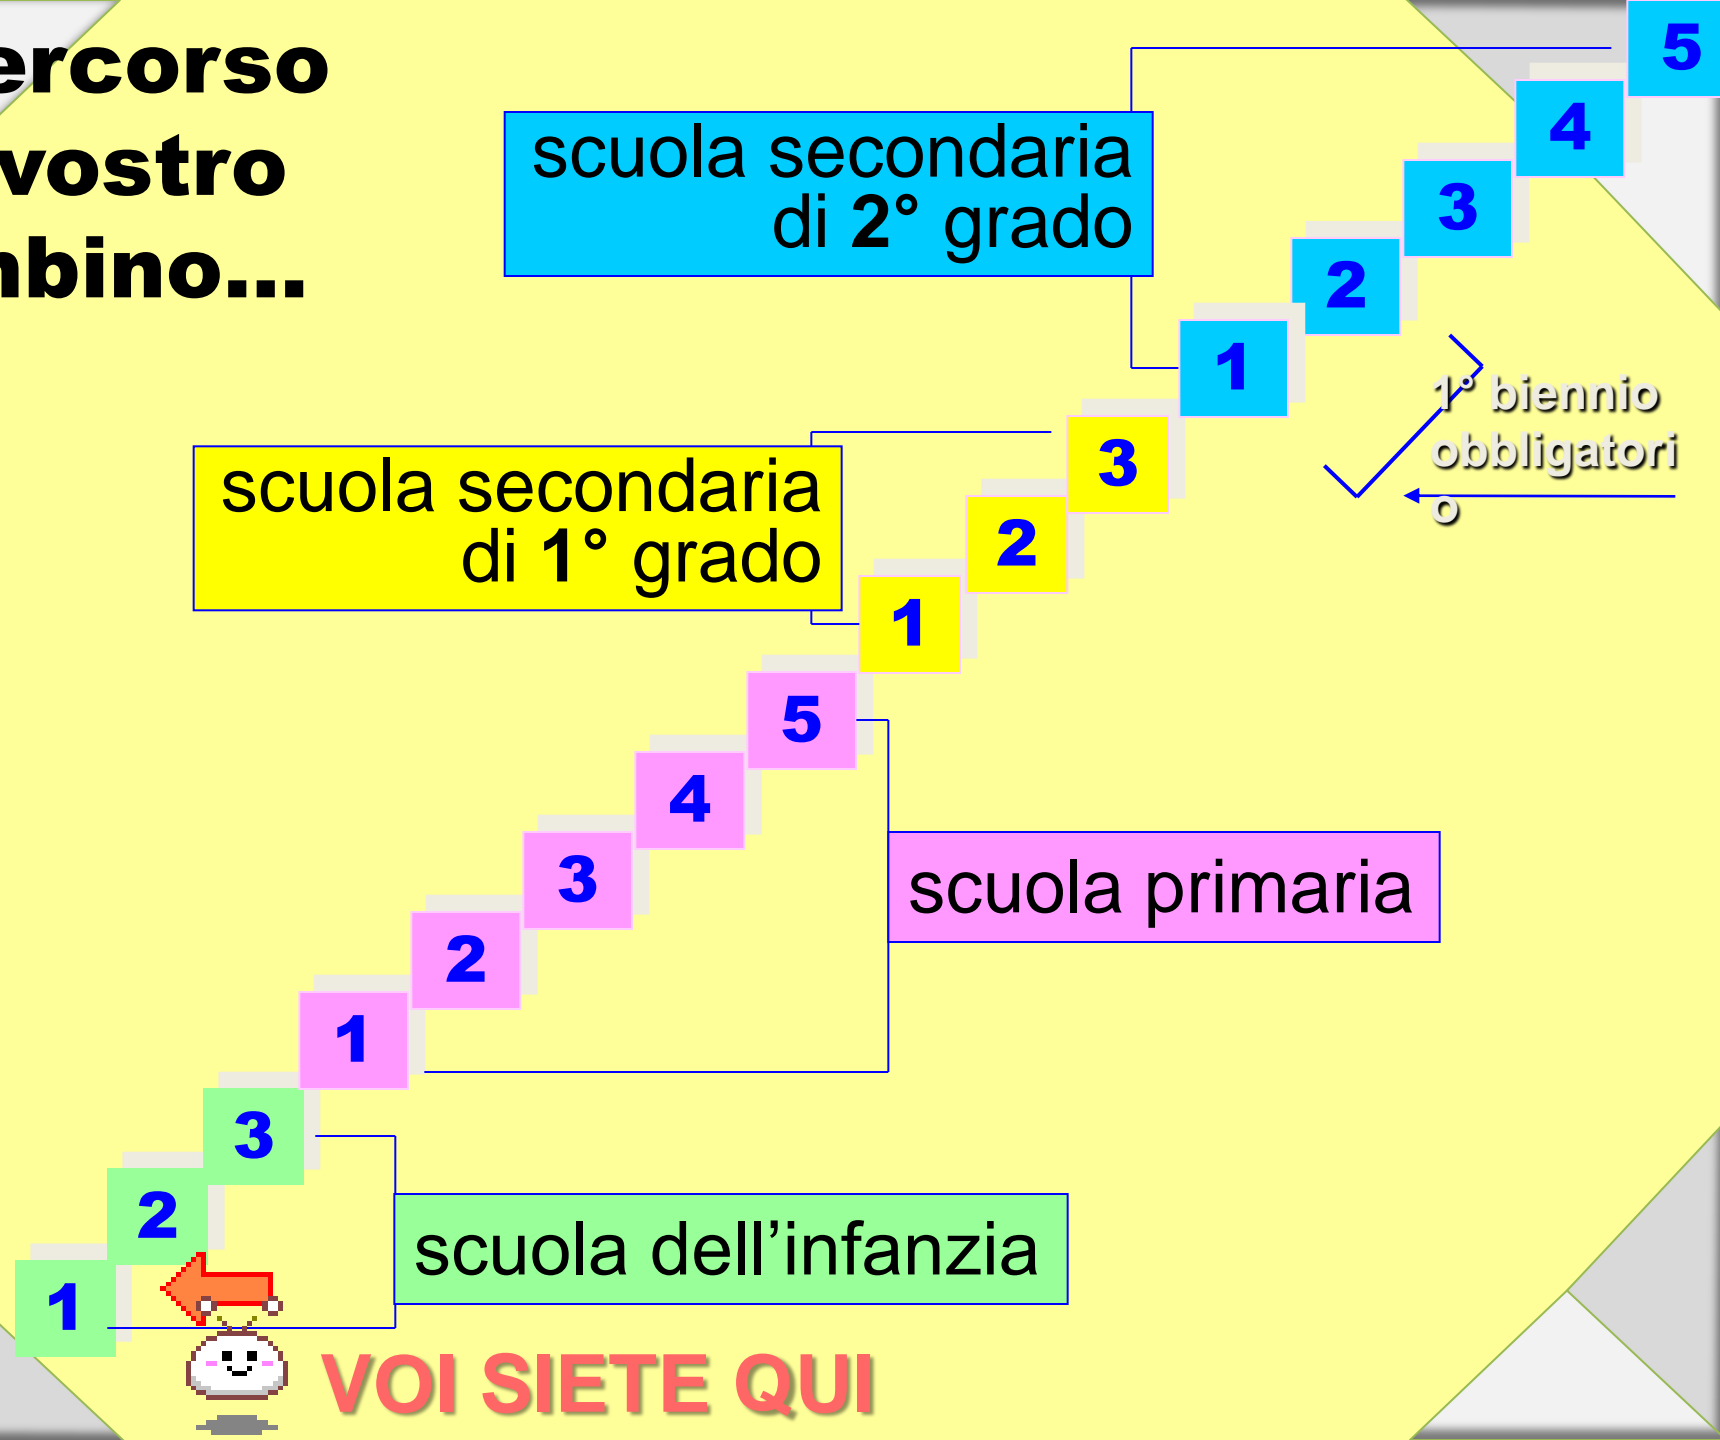 ercorso
vostro
mbino...
5
4
3
2
1
scuola secondaria
di 2° grado
1° biennio
obbligatori
o
3
2
1
scuola secondaria
di 1° grado
5
4
3
2
1
scuola primaria
3
2
1
scuola dell’infanzia
VOI SIETE QUI